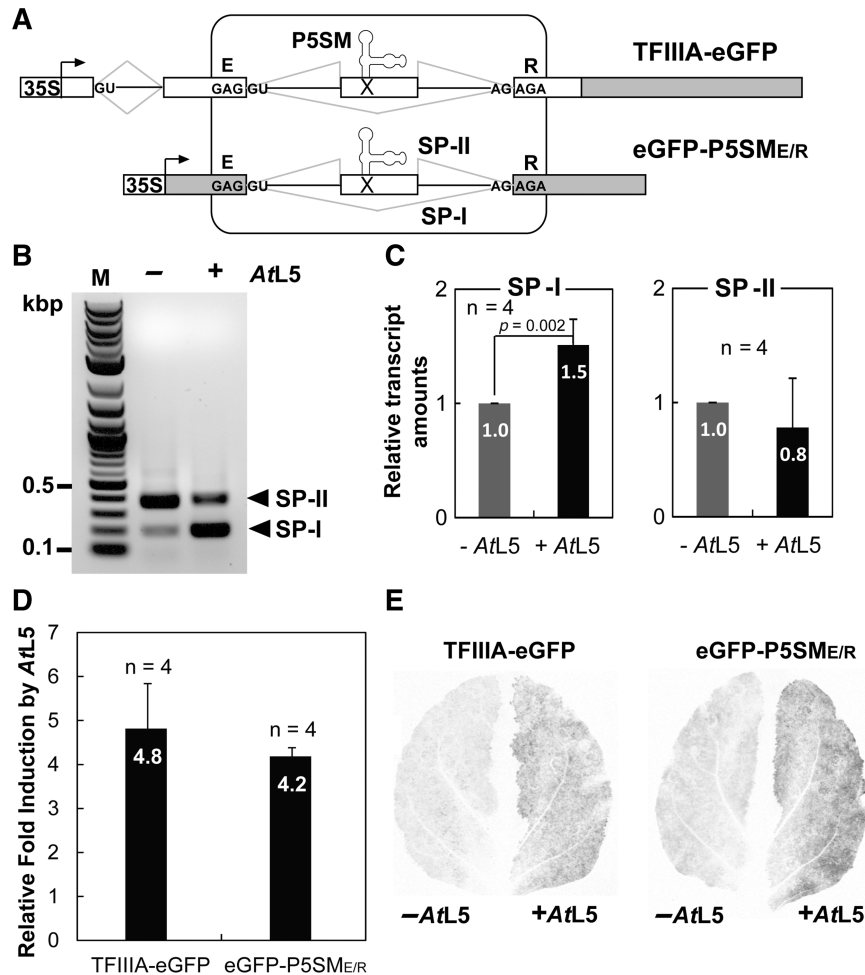 A
P5SM
E
R
TFIIIA-eGFP
35S
GU
GAG GU
X
AG AGA
SP-II
eGFP-P5SME/R
E
R
35S
GAG GU
X
AG AGA
SP-I
B
M
–
+
AtL5
kbp
0.5
SP-II
SP-I
0.1
C
SP -I
SP -II
Relative transcript amounts
2
1
0
n = 4
p = 0.002
1.0
1.5
- AtL5
+ AtL5
2
1
0
n = 4
1.0
0.8
- AtL5
+ AtL5
D
Relative Fold Induction by AtL5
7
6
5
4
3
2
1
0
n = 4
4.8
n = 4
4.2
TFIIIA-eGFP
eGFP-P5SME/R
E
TFIIIA-eGFP
eGFP-P5SME/R
–AtL5
+AtL5
–AtL5
+AtL5